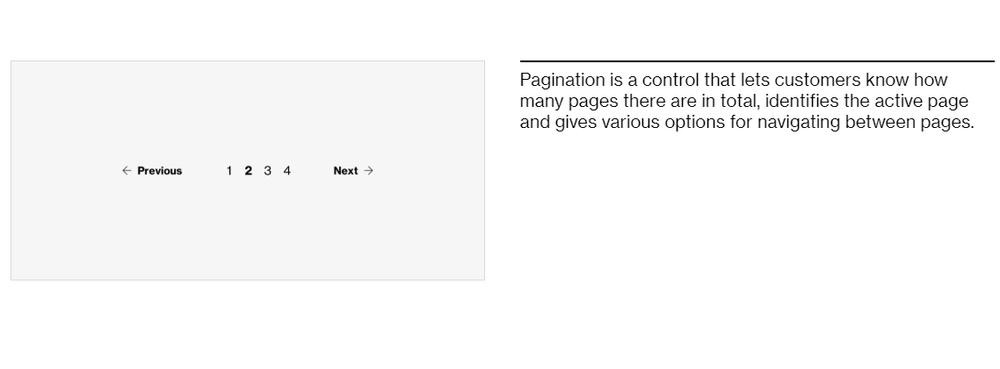 ← Previous 1 2 3 4 Next →
Pagination is a control that lets customers know how
many pages there are in total, identifies the active page
and gives various options for navigating between pages.